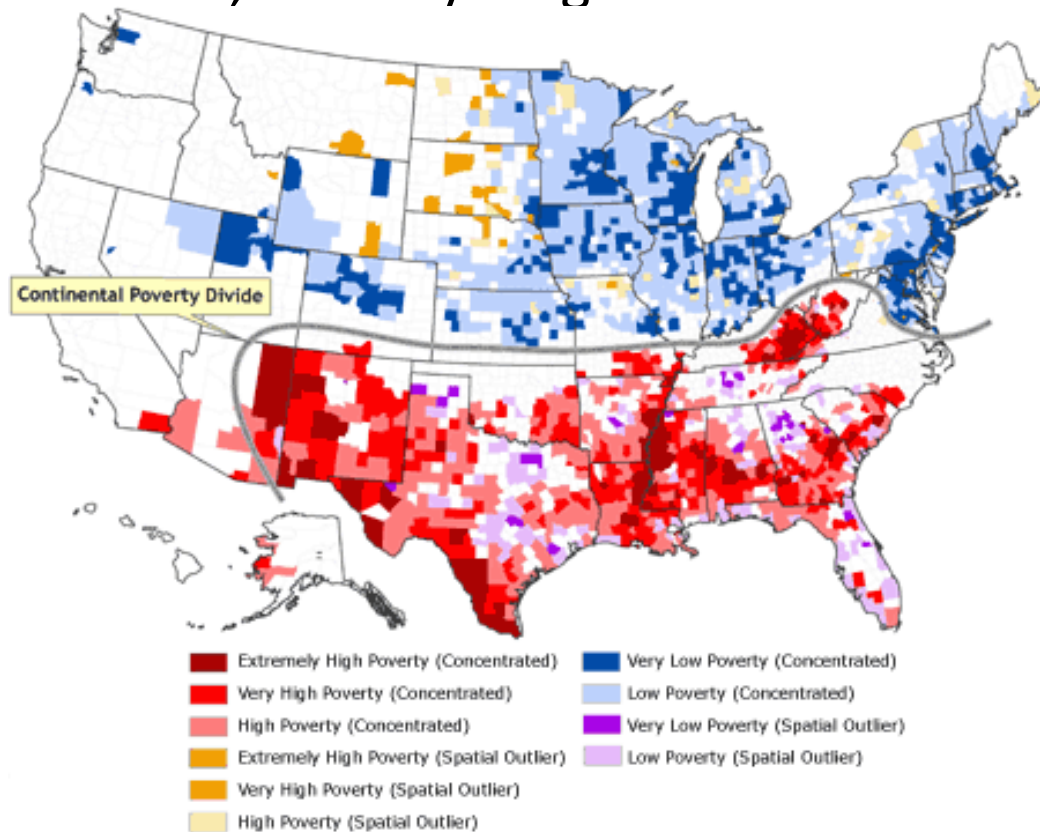 Continental Poverty Divide
Extremely High Poverty (Concentrated)
Very High Poverty (Concentrated)
High Poverty (Concentrated)
Extremely High Poverty (Spatial Outlier)
Very High Poverty (Spatial Outlier)
High Poverty (Spatial Outlier)
Very Low Poverty (Concentrated)
Low Poverty (Concentrated)
Very Low Poverty (Spatial Outlier)
Low Poverty (Spatial Outlier)